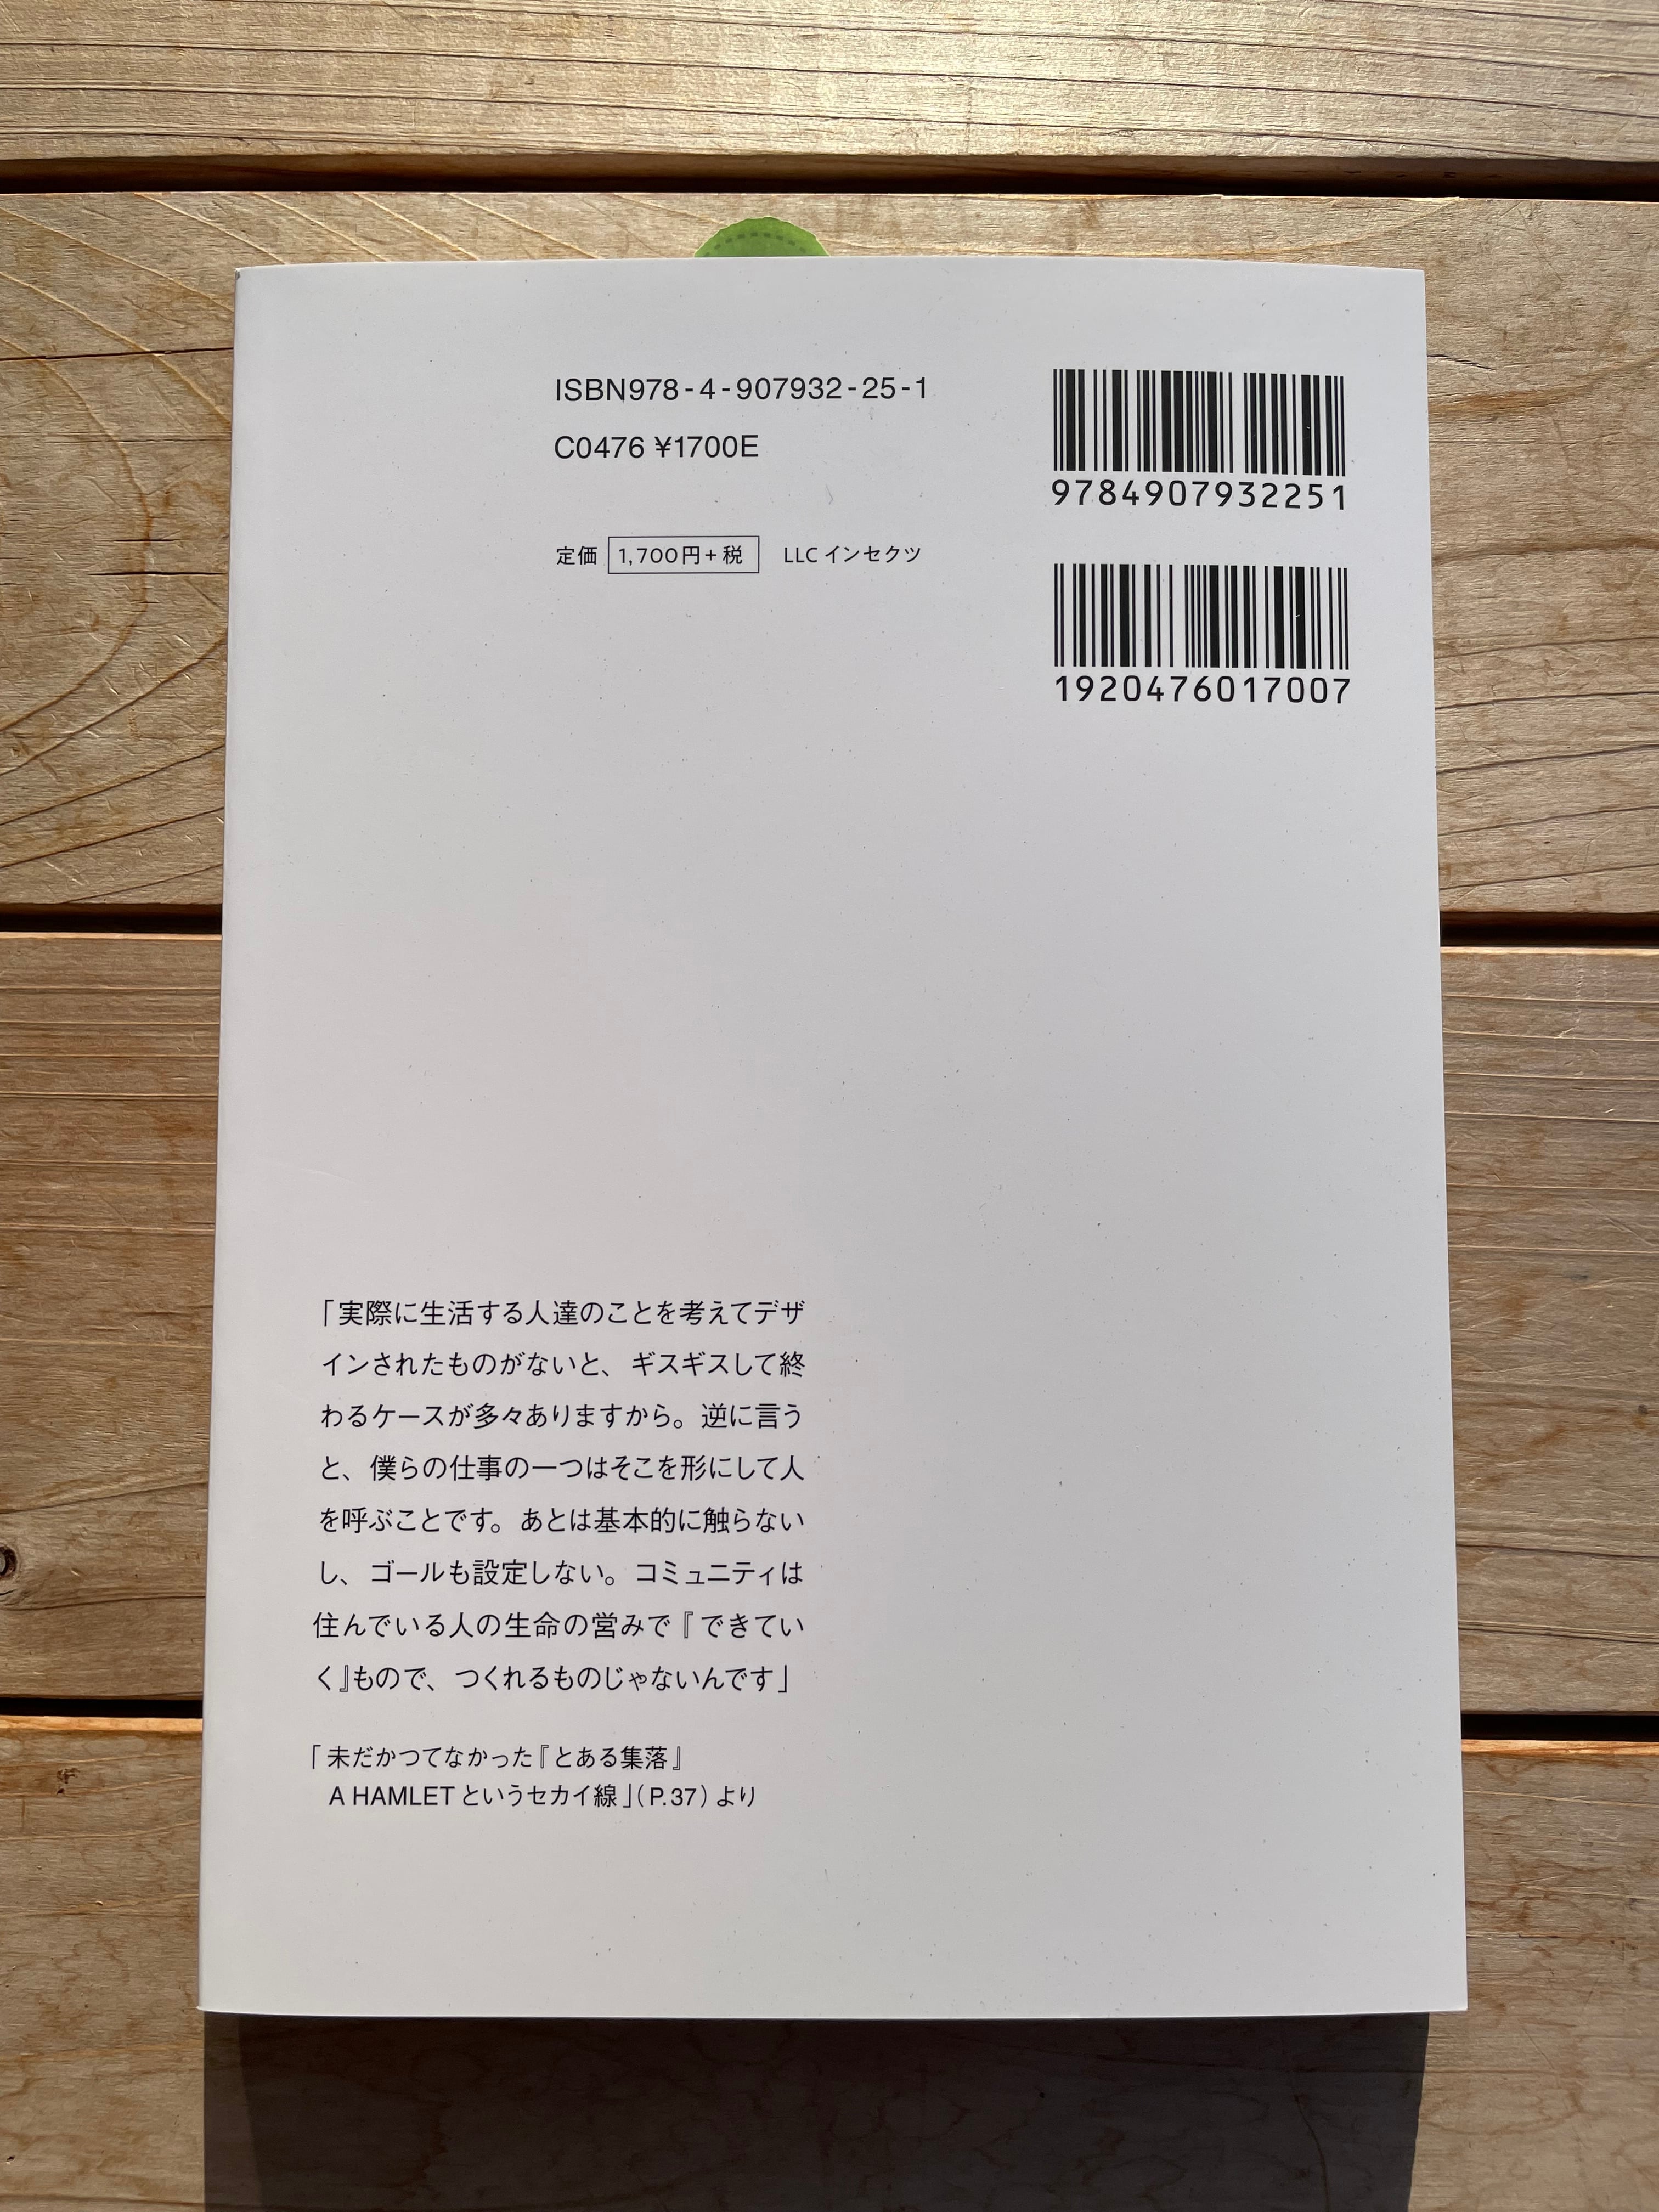 ISBN978-4-907932-25-1
C0476 ¥1700E
定価 1,700円+税 LLCインセクツ
9784907932251
1920476017007
「実際に生活する人達のことを考えてデザ
インされたものがないと、ギスギスして終
わるケースが多々ありますから。逆に言う
と、僕らの仕事の一つはそこを形にして人
を呼ぶことです。あとは基本的に触らない
し、ゴールも設定しない。コミュニティは
住んでいる人の生命の営みで『できてい
く』もので、つくれるものじゃないんです」
「未だかつてなかった『とある集落』
A HAMLETというセカイ線」(P.37)より